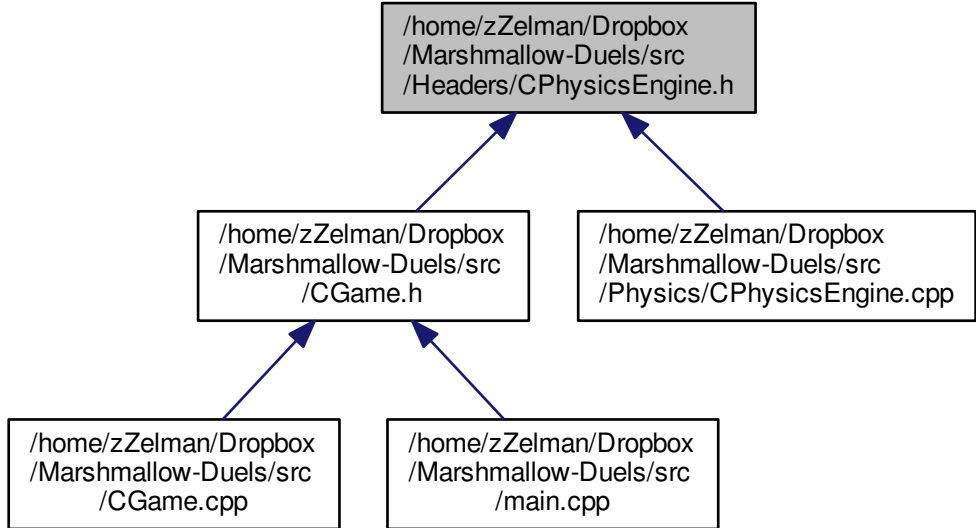 /home/zZelman/Dropbox
/Marshmallow-Duels/src
/Headers/CPhysicsEngine.h
/home/zZelman/Dropbox
/Marshmallow-Duels/src
/CGame.h
/home/zZelman/Dropbox
/Marshmallow-Duels/src
/Physics/CPhysicsEngine.cpp
/home/zZelman/Dropbox
/Marshmallow-Duels/src
/CGame.cpp
/home/zZelman/Dropbox
/Marshmallow-Duels/src
/main.cpp